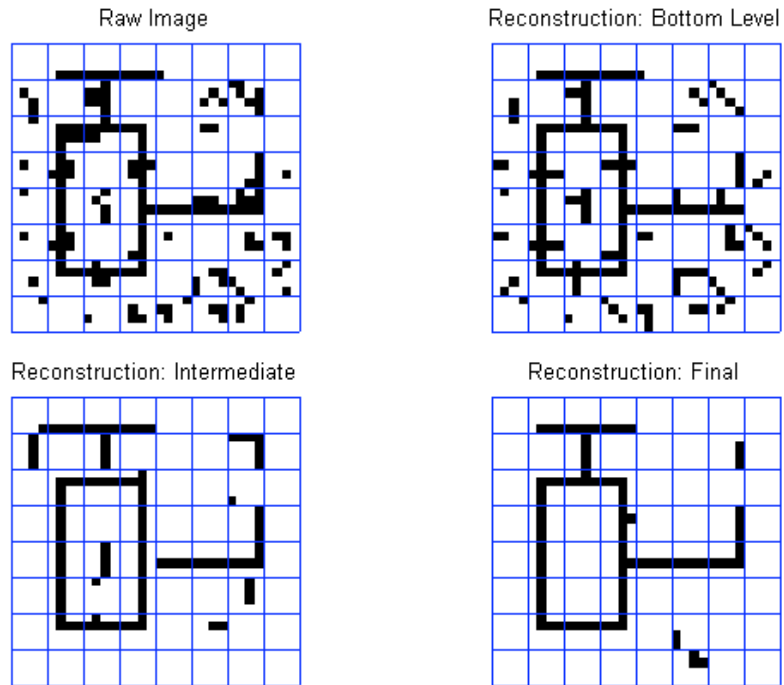 Raw Image
Reconstruction: Bottom Level
Reconstruction: Intermediate
Reconstruction: Final